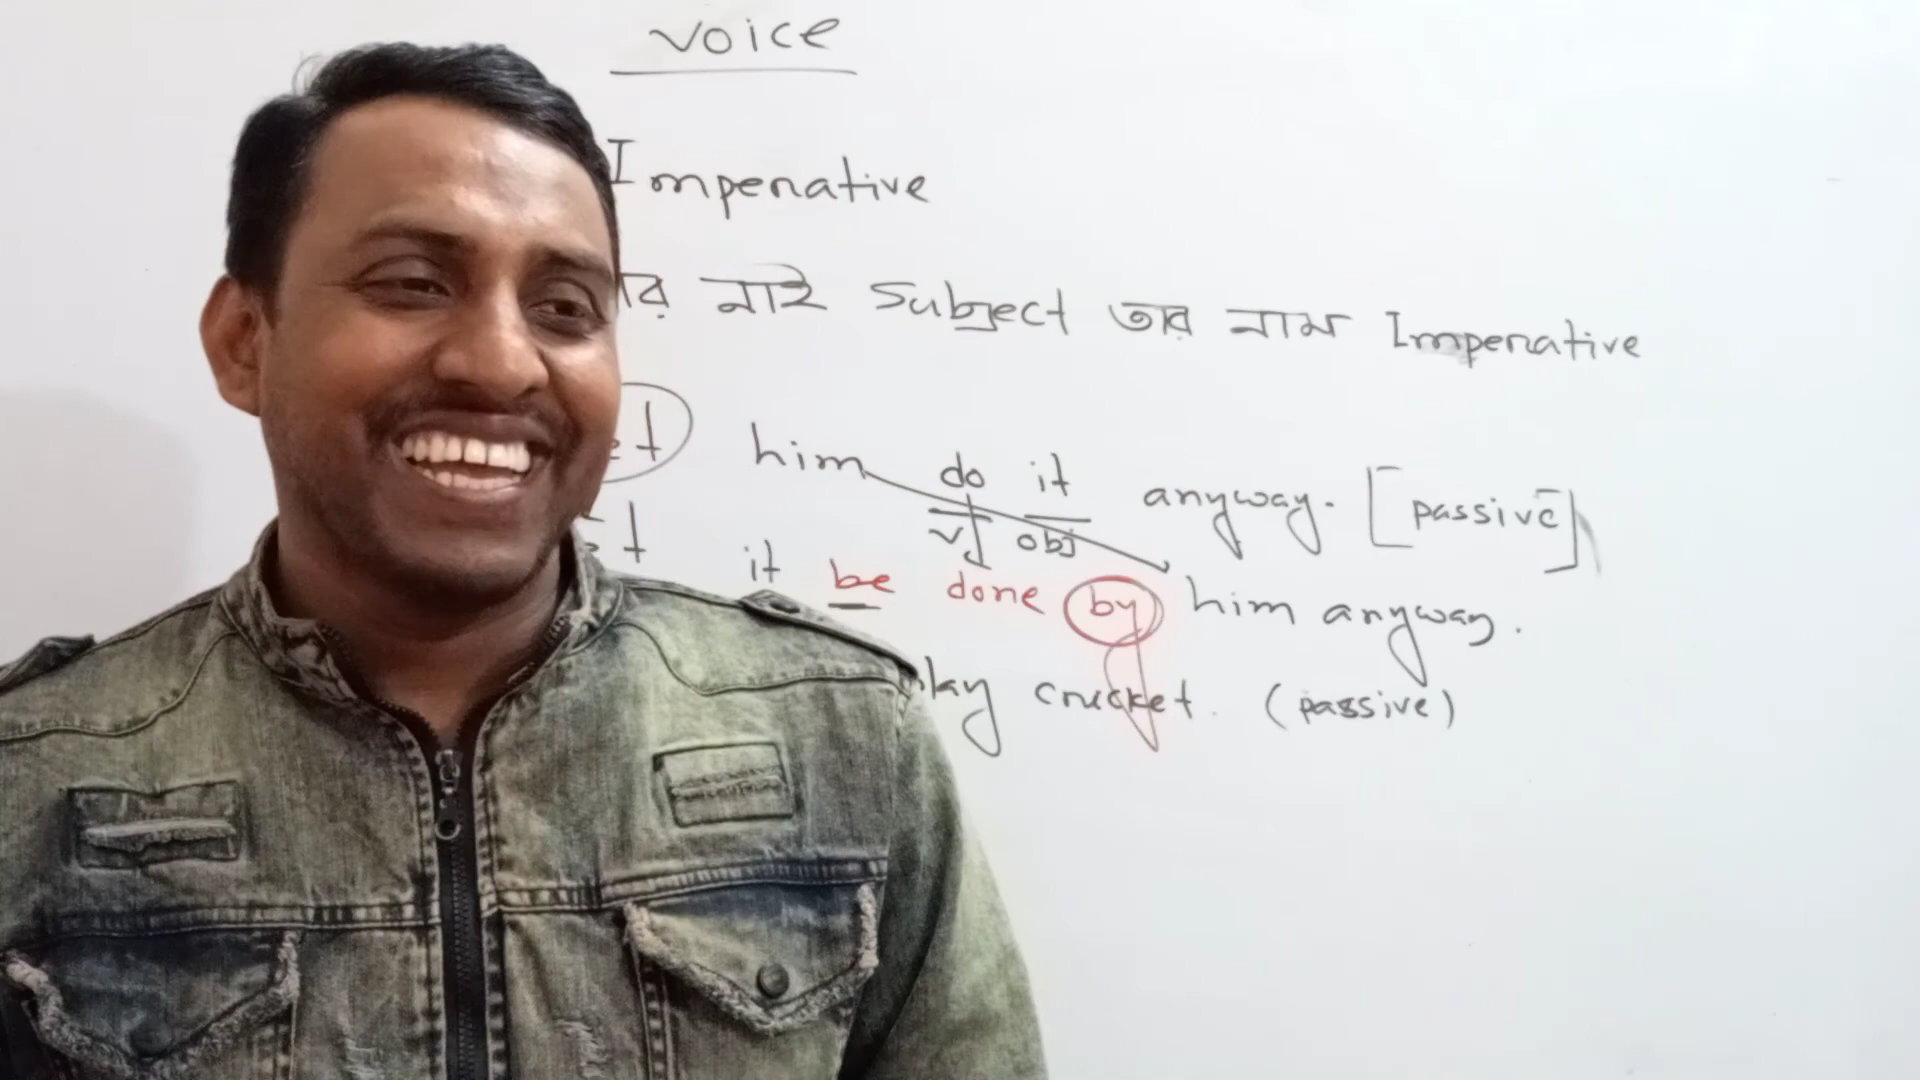 voice
Imperative
নাই Subject তার নাম Imperative
him do it anyway. [passive]
v obj
it be done by him anyway.
cricket. (passive)